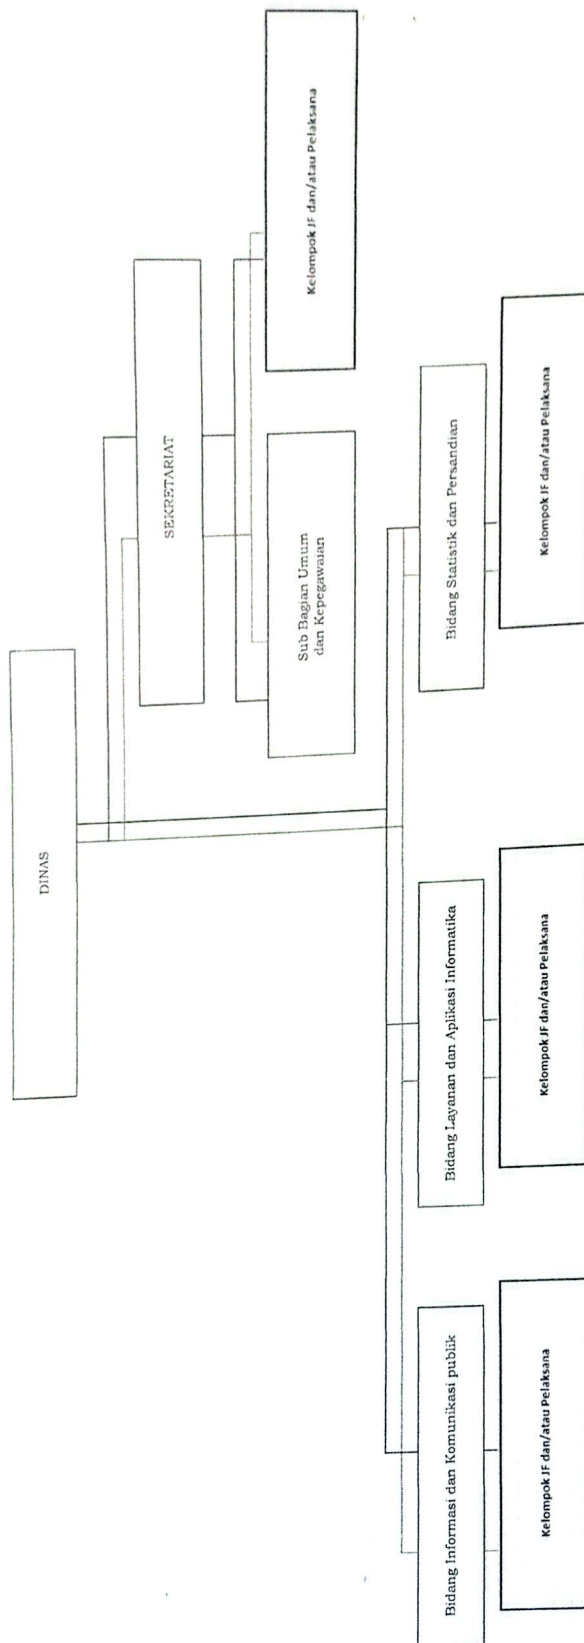 DINAS
SEKRETARIAT
Sub Bagian Umum
dan Kepegawaian
Kelompok JF dan/atau Pelaksana
Bidang Informasi dan Komunikasi publik
Bidang Layanan dan Aplikasi Informatika
Bidang Statistik dan Persandian
Kelompok JF dan/atau Pelaksana
Kelompok JF dan/atau Pelaksana
Kelompok JF dan/atau Pelaksana